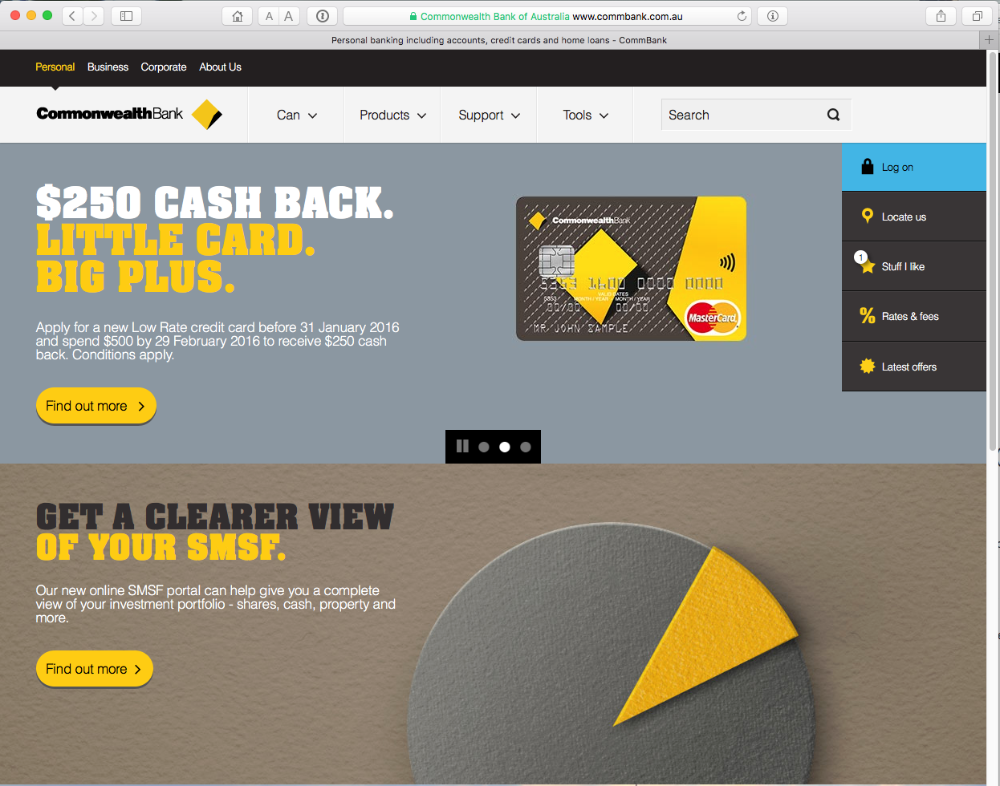 A A
Commonwealth Bank of Australia www.commbank.com.au
Personal banking including accounts, credit cards and home loans - CommBank
Personal Business Corporate About Us
CommonwealthBank
Can Products Support Tools Search
Log on
Locate us
1
Stuff I like
% Rates & fees
Latest offers
$250 CASH BACK.
LITTLE CARD.
BIG PLUS.
Apply for a new Low Rate credit card before 31 January 2016
and spend $500 by 29 February 2016 to receive $250 cash
back. Conditions apply.
Find out more
CommonwealthBank
0000 0000
5353
VALID DATES
MONTH / YEAR MONTH / YEAR
00/00 00/00
MR JOHN SAMPLE
MasterCard
GET A CLEARER VIEW
OF YOUR SMSF.
Our new online SMSF portal can help give you a complete
view of your investment portfolio - shares, cash, property and
more.
Find out more